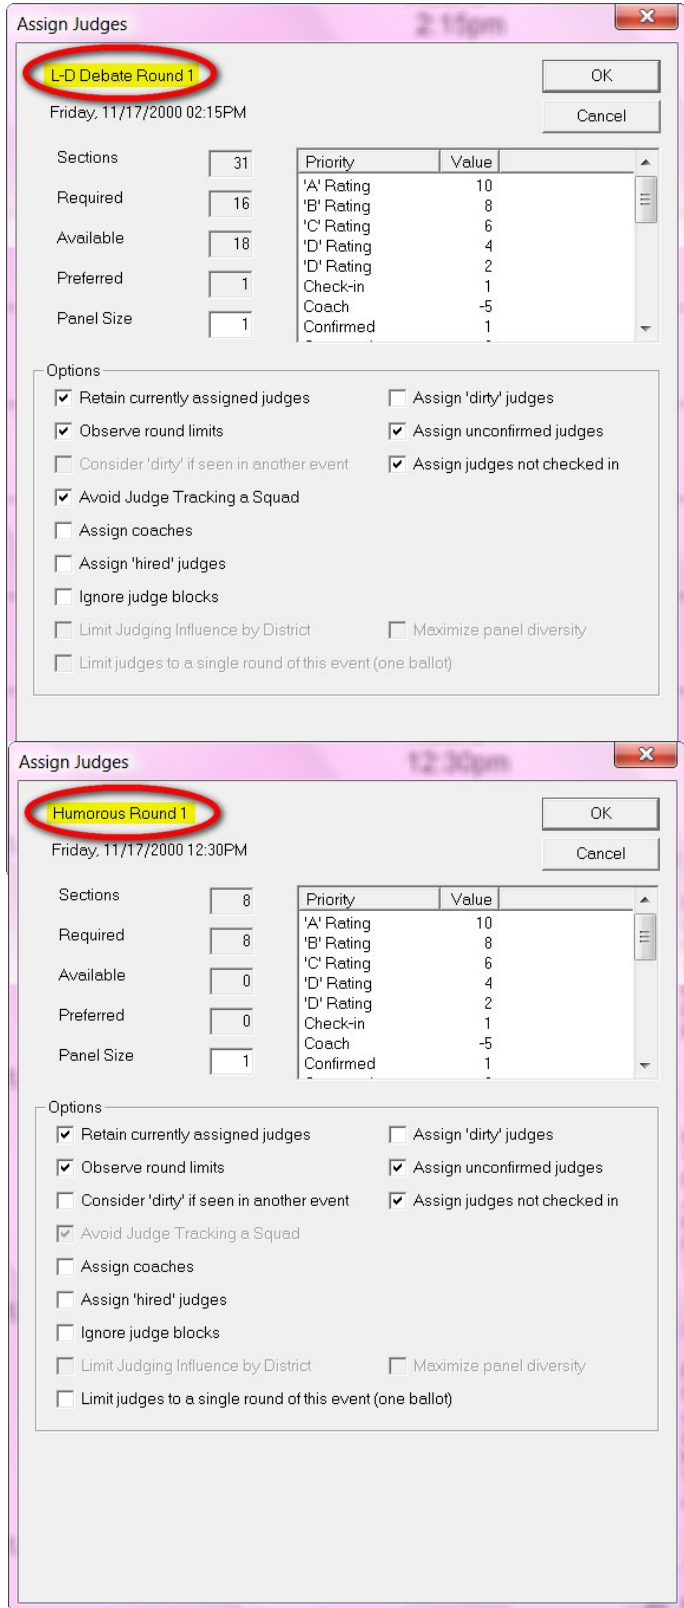 Assign Judges
2:15pm
L-D Debate Round 1
OK
Friday, 11/17/2000 02:15PM
Cancel
Sections 31
Required 16
Available 18
Preferred 1
Panel Size 1
Priority Value
'A' Rating 10
'B' Rating 8
'C' Rating 6
'D' Rating 4
'D' Rating 2
Check-in 1
Coach -5
Confirmed 1
Options
Retain currently assigned judges
Assign 'dirty' judges
Observe round limits
Assign unconfirmed judges
Consider 'dirty' if seen in another event
Assign judges not checked in
Avoid Judge Tracking a Squad
Assign coaches
Assign 'hired' judges
Ignore judge blocks
Limit Judging Influence by District
Maximize panel diversity
Limit judges to a single round of this event (one ballot)
Assign Judges
12:30pm
Humorous Round 1
OK
Friday, 11/17/2000 12:30PM
Cancel
Sections 8
Required 8
Available 0
Preferred 0
Panel Size 1
Priority Value
'A' Rating 10
'B' Rating 8
'C' Rating 6
'D' Rating 4
'D' Rating 2
Check-in 1
Coach -5
Confirmed 1
Options
Retain currently assigned judges
Assign 'dirty' judges
Observe round limits
Assign unconfirmed judges
Consider 'dirty' if seen in another event
Assign judges not checked in
Avoid Judge Tracking a Squad
Assign coaches
Assign 'hired' judges
Ignore judge blocks
Limit Judging Influence by District
Maximize panel diversity
Limit judges to a single round of this event (one ballot)